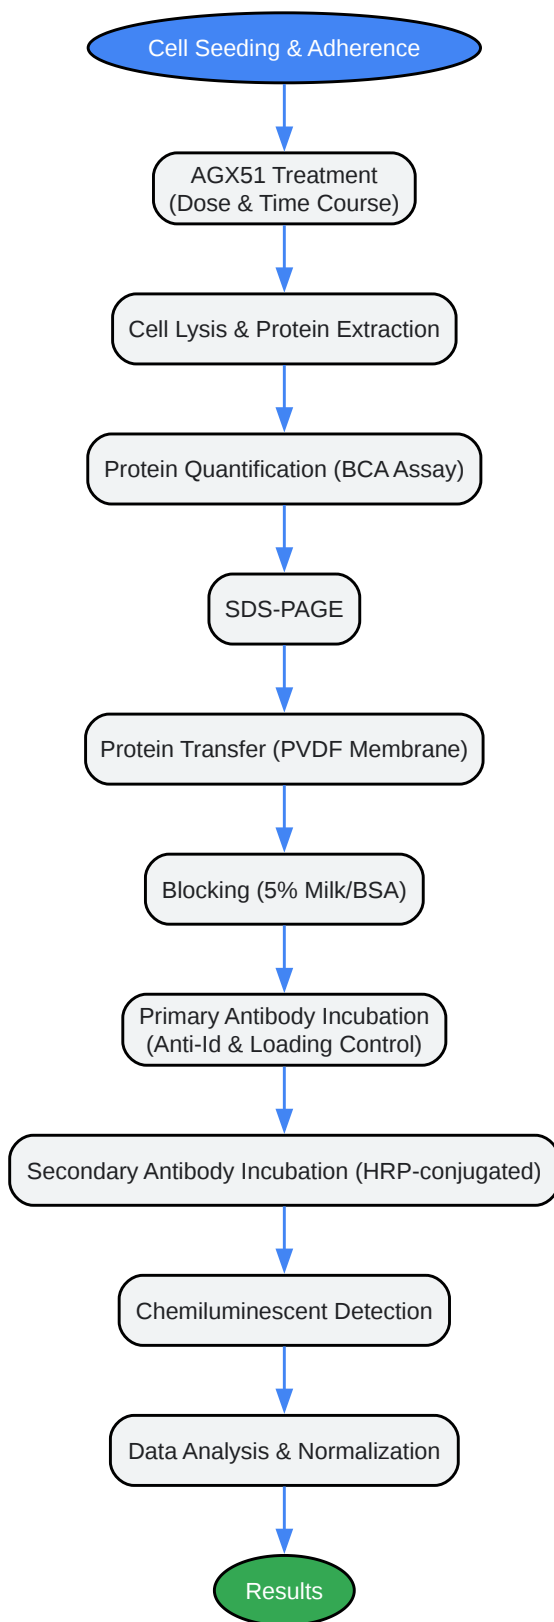 Cell Seeding & Adherence
AGX51 Treatment
(Dose & Time Course)
Cell Lysis & Protein Extraction
Protein Quantification (BCA Assay)
SDS-PAGE
Protein Transfer (PVDF Membrane)
Blocking (5% Milk/BSA)
Primary Antibody Incubation
(Anti-Id & Loading Control)
Secondary Antibody Incubation (HRP-conjugated)
Chemiluminescent Detection
Data Analysis & Normalization
Results